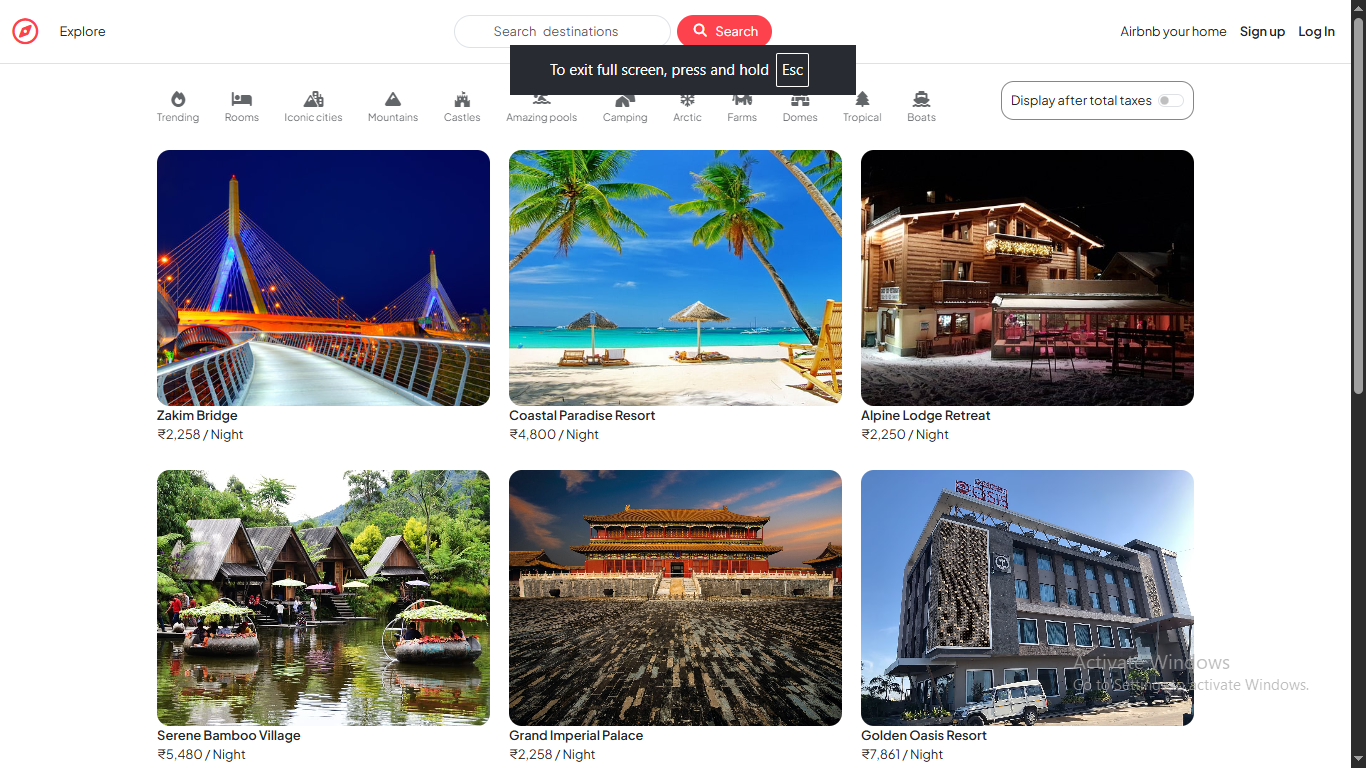 Explore
Search destinations
Search
Airbnb your home
Sign up
Log In
To exit full screen, press and hold Esc
Trending
Rooms
Iconic cities
Mountains
Castles
Amazing pools
Camping
Arctic
Farms
Domes
Tropical
Boats
Display after total taxes
Zakim Bridge
₹2,258 / Night
Coastal Paradise Resort
₹4,800 / Night
Alpine Lodge Retreat
₹2,250 / Night
Serene Bamboo Village
₹5,480 / Night
Grand Imperial Palace
₹2,258 / Night
Golden Oasis Resort
₹7,861 / Night
Activate Windows
Go to Settings to activate Windows.